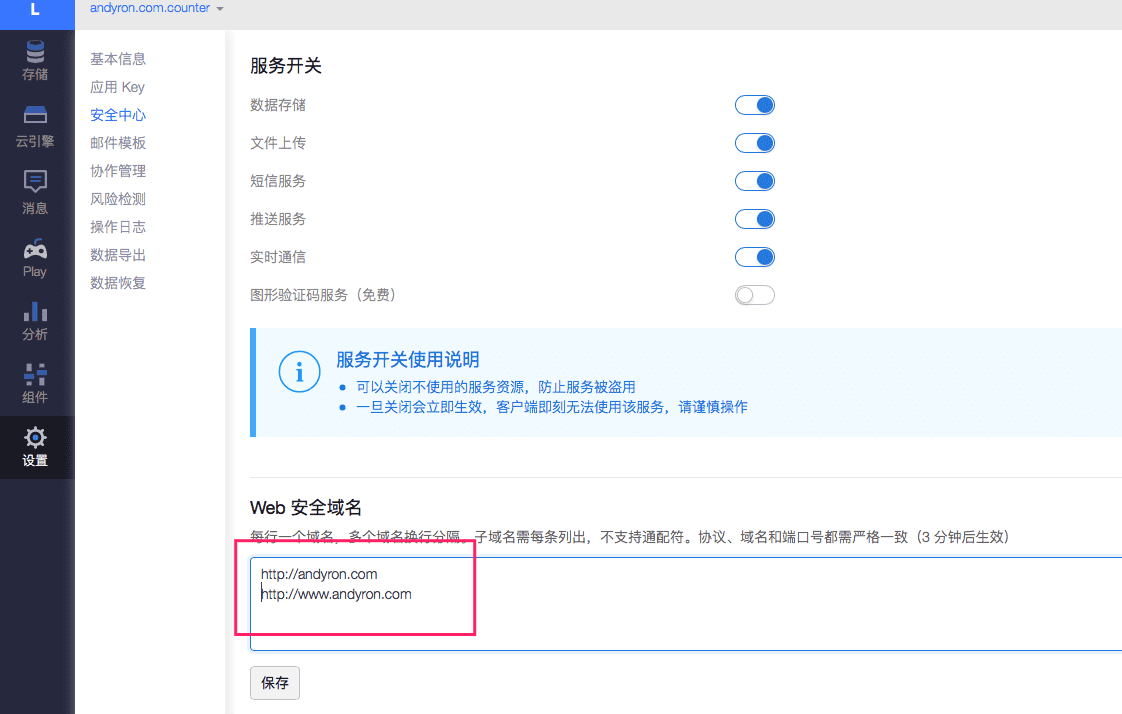 L
andyron.com.counter
存储
云引擎
消息
Play
分析
组件
设置
基本信息
应用 Key
安全中心
邮件模板
协作管理
风险检测
操作日志
数据导出
数据恢复
服务开关
数据存储
文件上传
短信服务
推送服务
实时通信
图形验证码服务（免费）
服务开关使用说明
可以关闭不使用的服务资源，防止服务被盗用
一旦关闭会立即生效，客户端即刻无法使用该服务，请谨慎操作
Web 安全域名
每行一个域名，多个域名换行分隔。子域名需每条列出，不支持通配符。协议、域名和端口号都需严格一致（3 分钟后生效）
http://andyron.com
http://www.andyron.com
保存